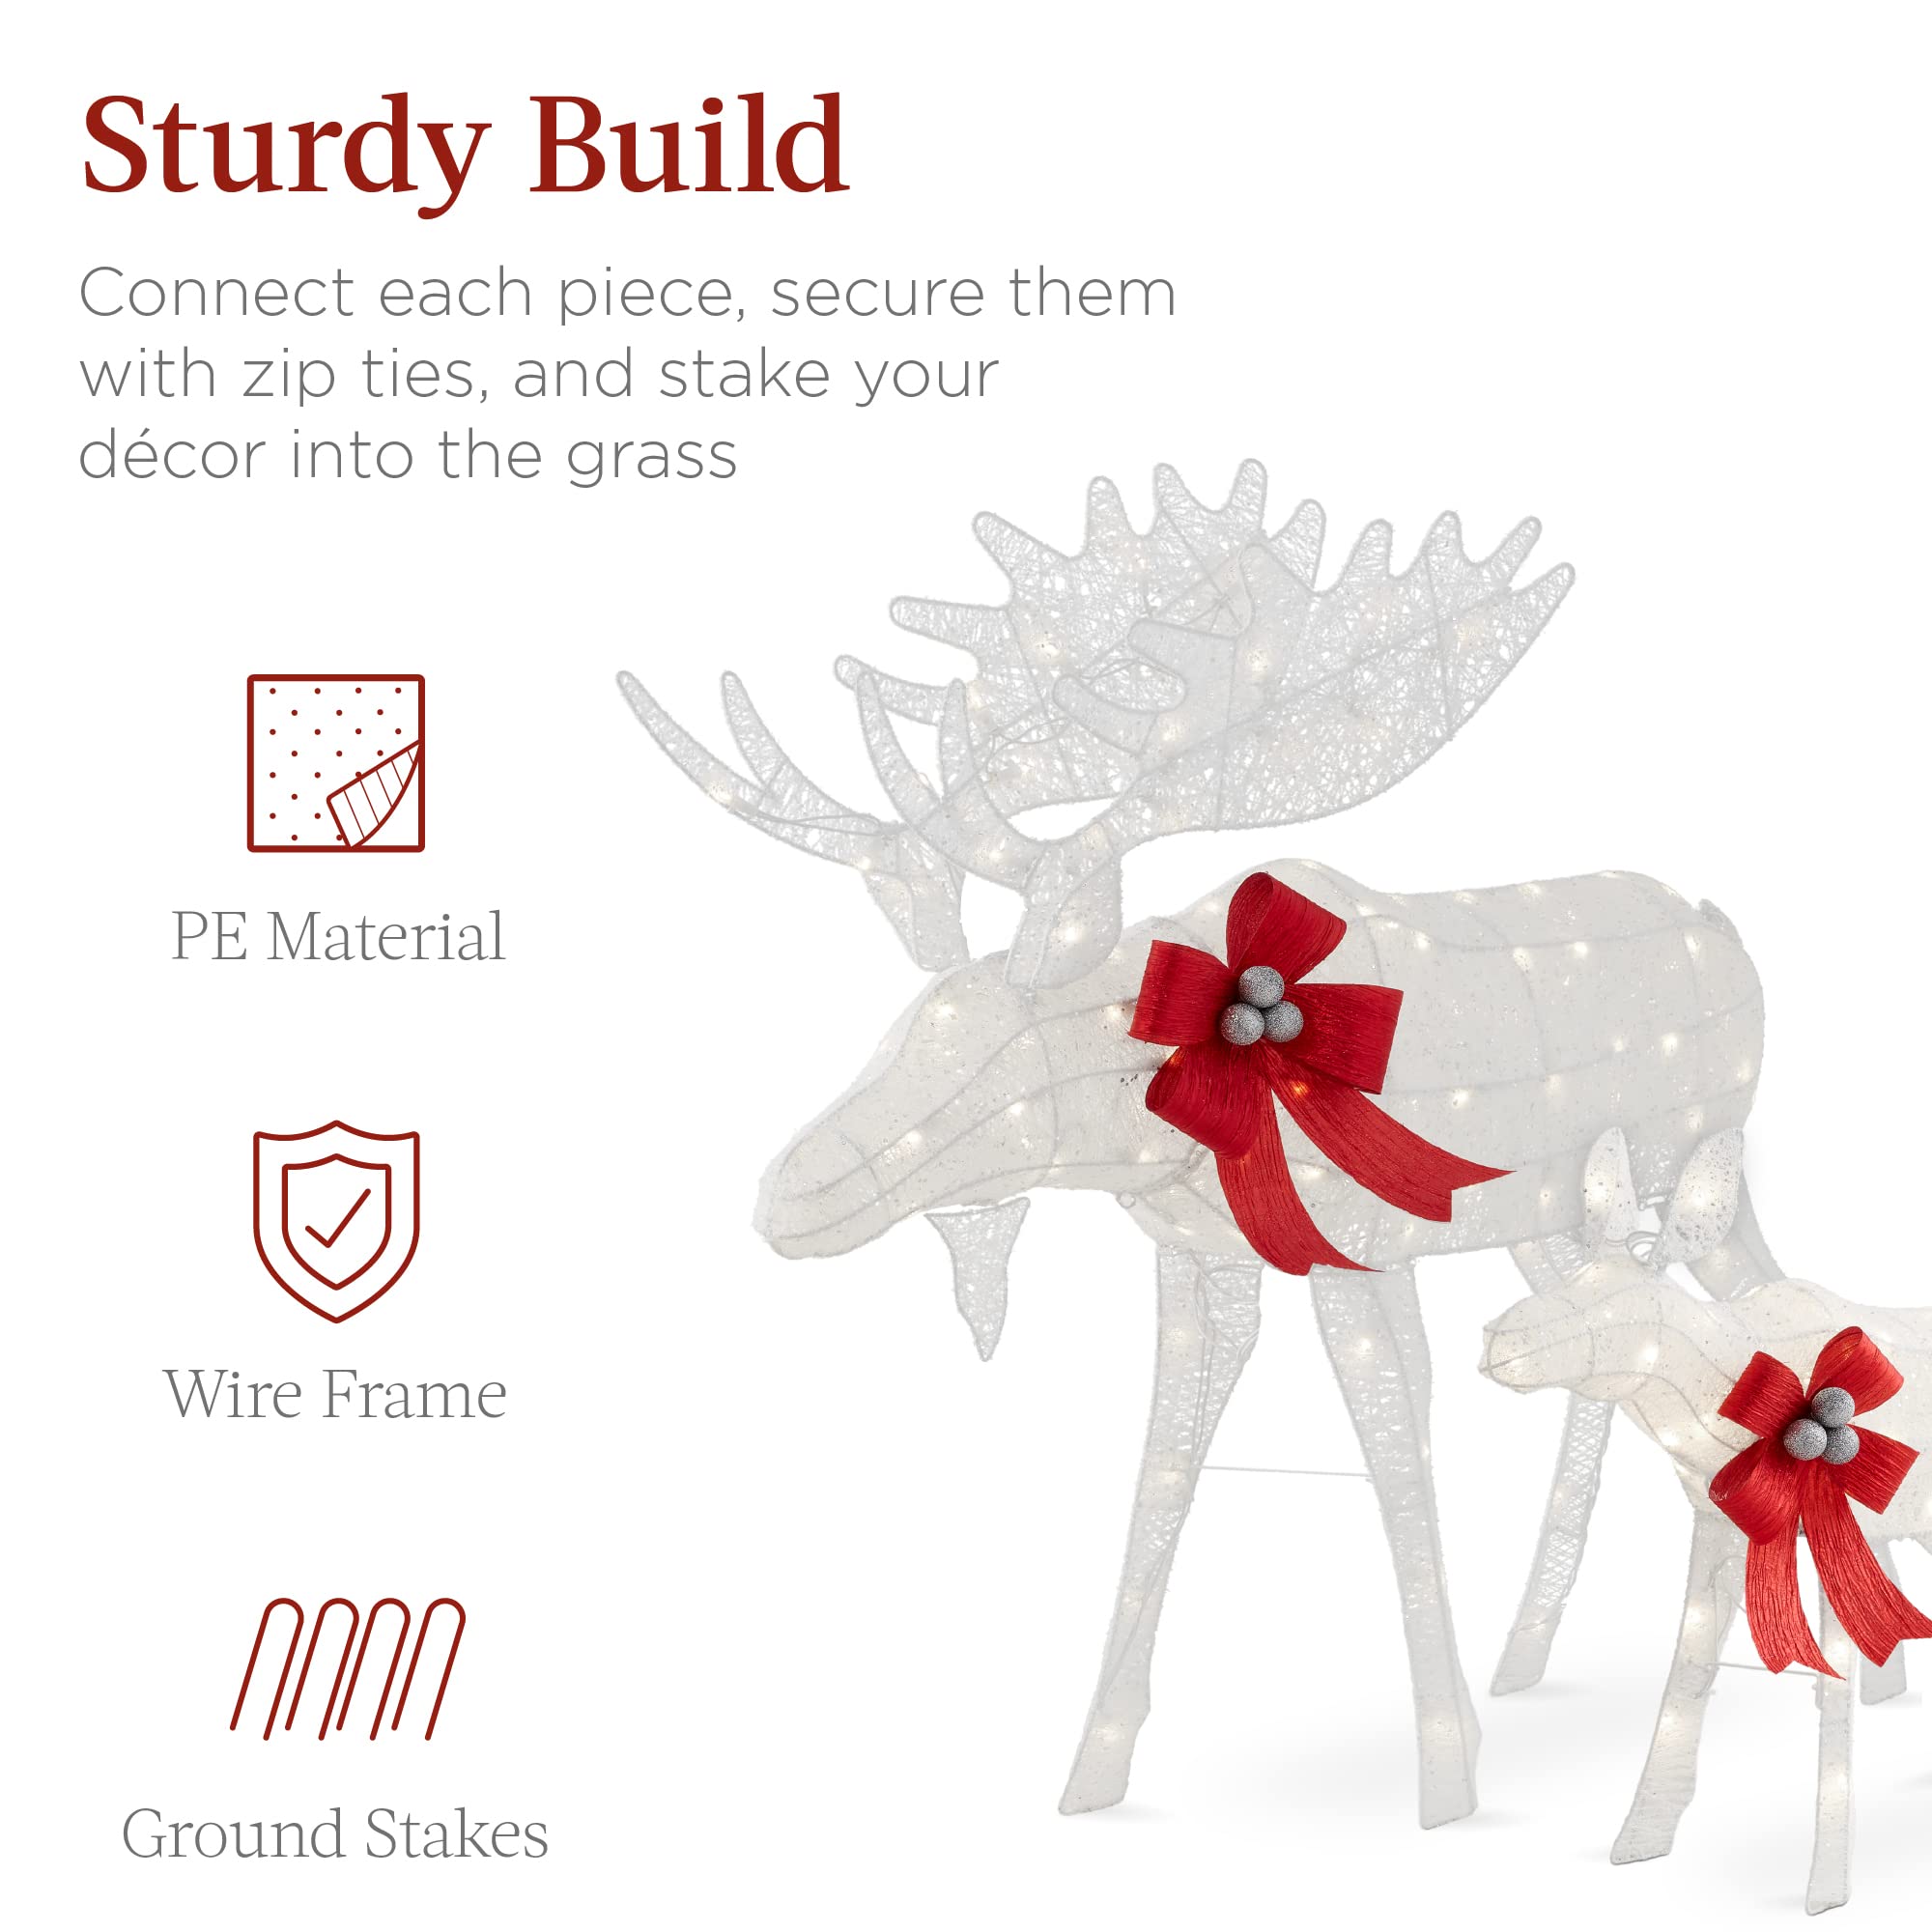 Sturdy Build
Connect each piece, secure them
with zip ties, and stake your
décor into the grass
PE Material
Wire Frame
Ground Stakes